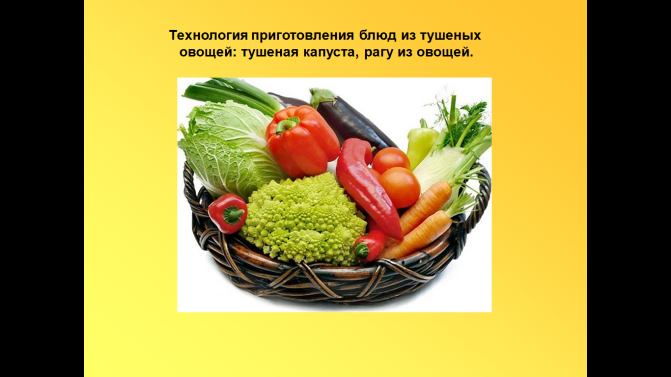 Технология приготовления блюд из тушеных
овощей: тушеная капуста, рагу из овощей.